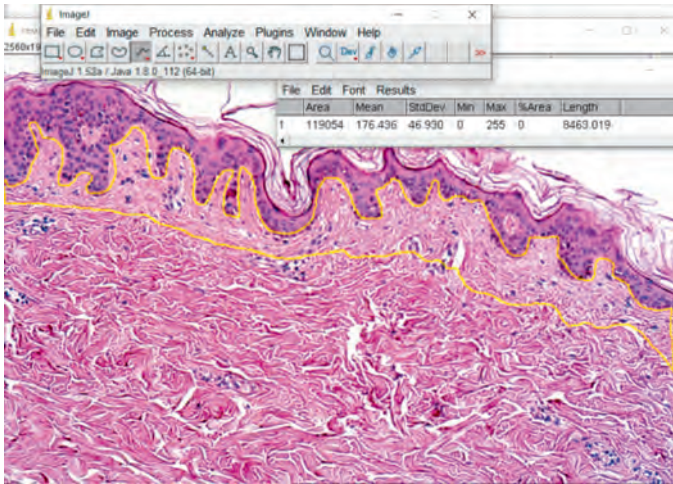 ImageJ
File Edit Image Process Analyze Plugins Window Help
2560x19
Dev
>>
ImageJ 1.53a / Java 1.8.0_112 (64-bit)
File Edit Font Results
Area Mean StdDev Min Max %Area Length
1 119054 176.436 46.930 0 255 0 8463.019